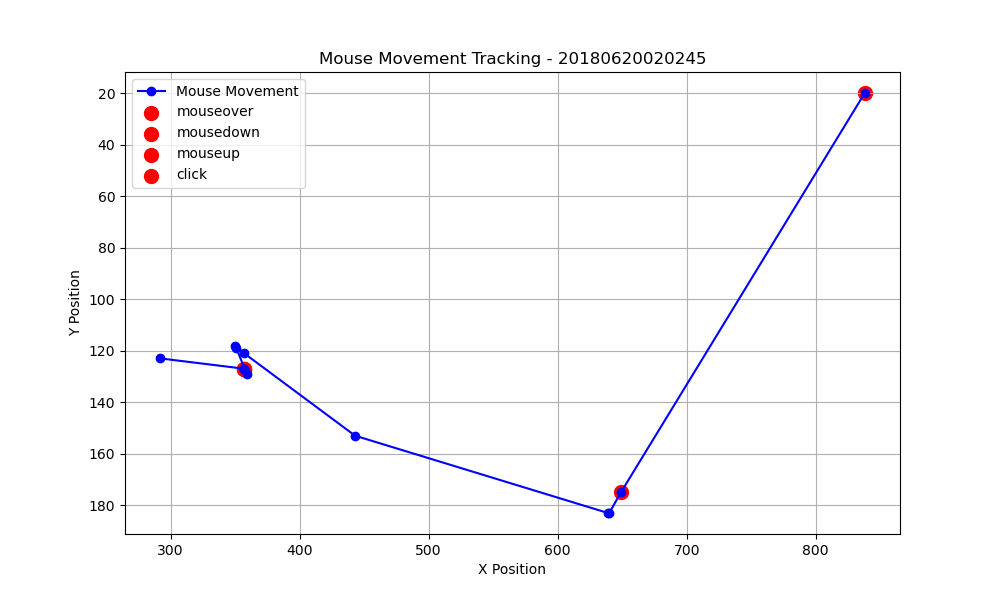 Mouse Movement Tracking - 20180620020245
Mouse Movement
mouseover
mousedown
mouseup
click
20
40
60
80
100
120
140
160
180
Y Position
300
400
500
600
700
800
X Position